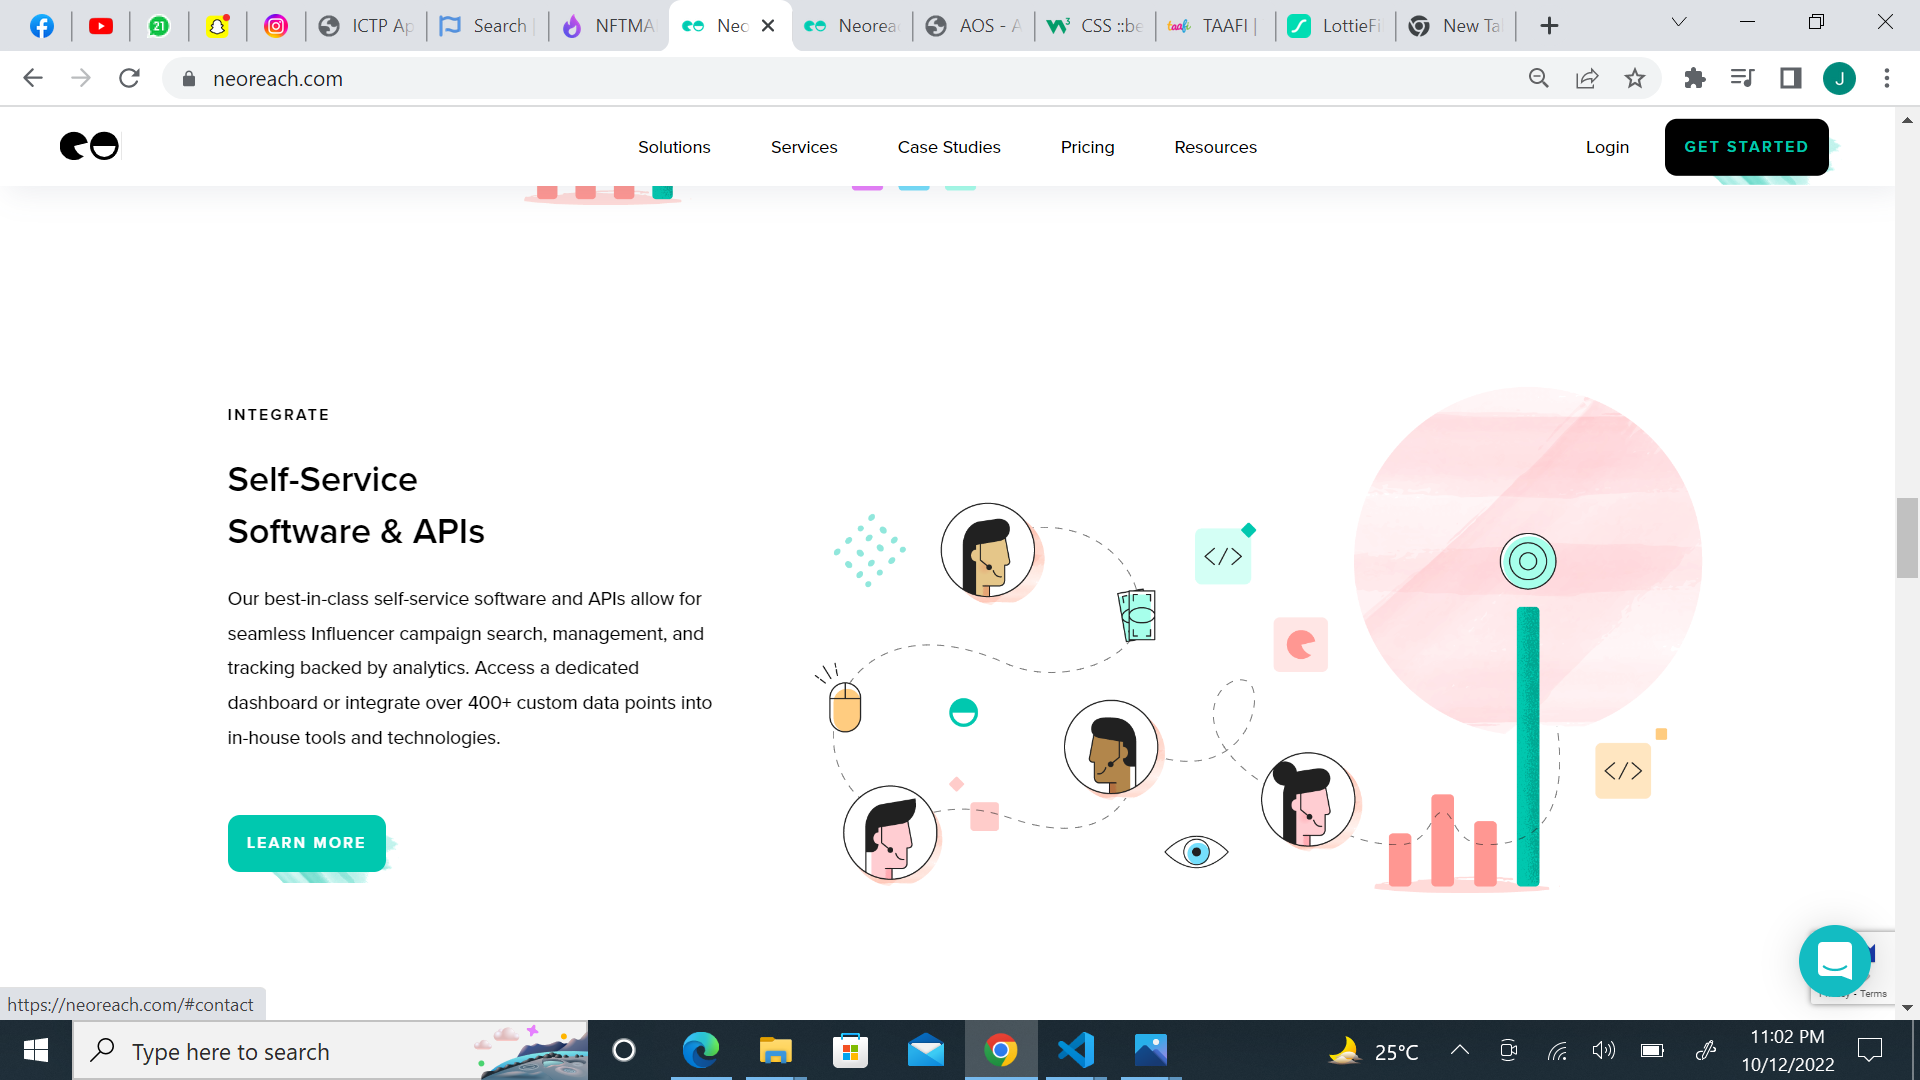 21
ICTP Ap
Search |
NFTMA
Neo
Neorea
AOS - A
CSS ::be
taafi
TAAFI |
LottieFi
New Ta
neoreach.com
J
Solutions
Services
Case Studies
Pricing
Resources
Login
GET STARTED
INTEGRATE
Self-Service
Software & APIs
Our best-in-class self-service software and APIs allow for
seamless Influencer campaign search, management, and
tracking backed by analytics. Access a dedicated
dashboard or integrate over 400+ custom data points into
in-house tools and technologies.
LEARN MORE
</>
</>
- Terms
https://neoreach.com/#contact
Type here to search
25°C
11:02 PM
10/12/2022